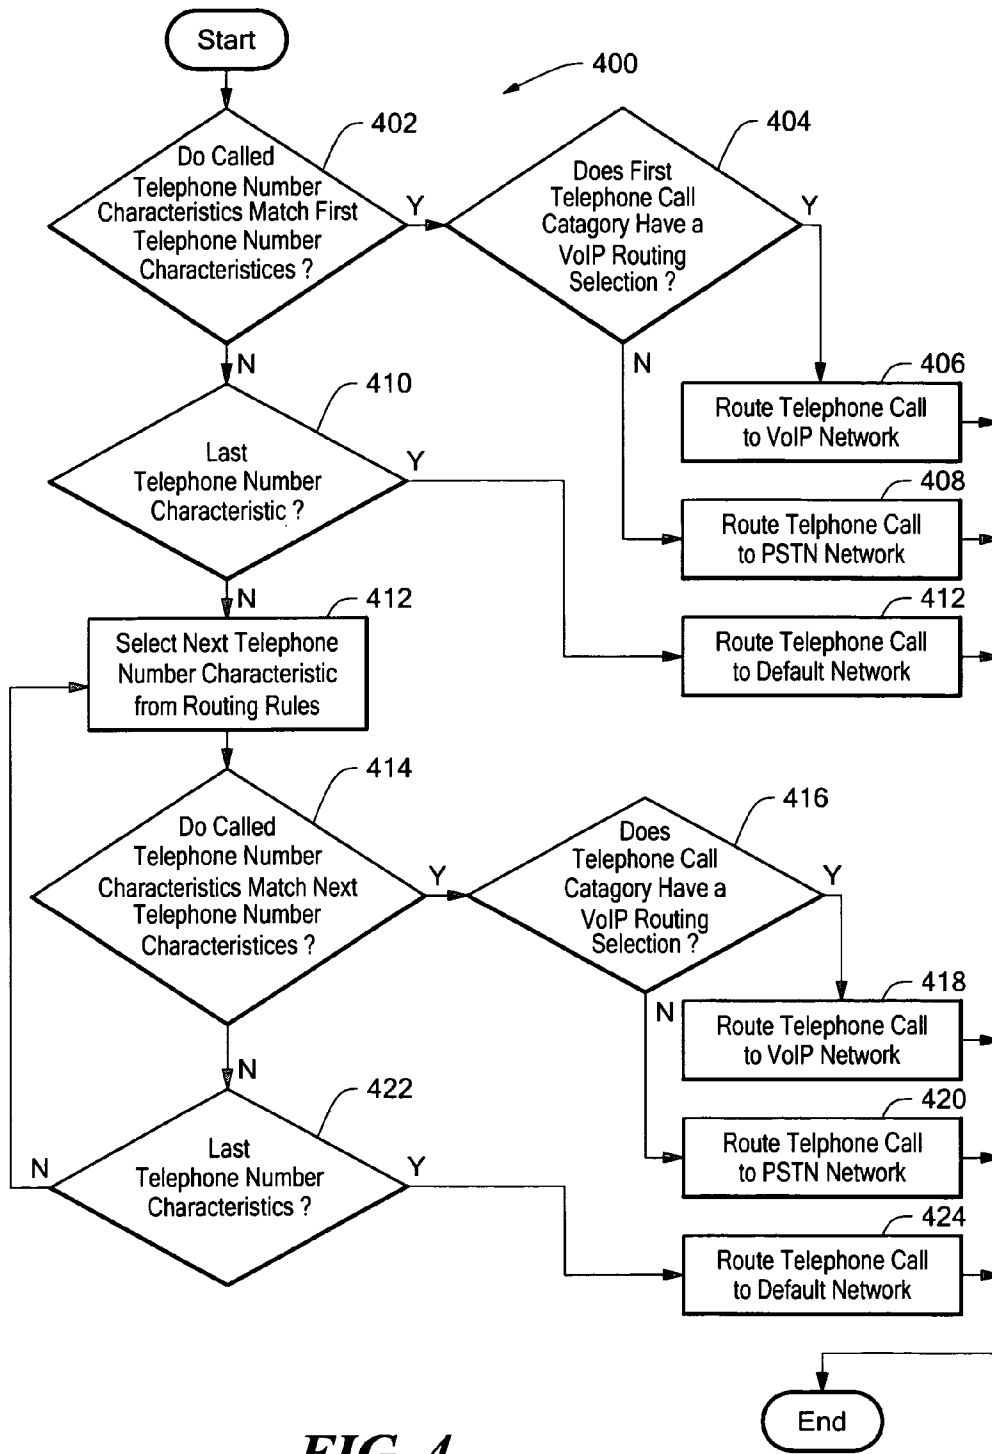 Start
400
402
Do Called
Telephone Number
Characteristics Match First
Telephone Number
Characteristices ?
Y
N
404
Does First
Telephone Call
Catagory Have a
VoIP Routing
Selection ?
Y
N
406
Route Telephone Call
to VoIP Network
410
Last
Telephone Number
Characteristic ?
Y
N
408
Route Telphone Call
to PSTN Network
412
Route Telephone Call
to Default Network
412
Select Next Telephone
Number Characteristic
from Routing Rules
414
Do Called
Telephone Number
Characteristics Match Next
Telephone Number
Characteristices ?
Y
N
416
Does
Telephone Call
Catagory Have a
VoIP Routing
Selection ?
Y
N
418
Route Telephone Call
to VoIP Network
422
Last
Telephone Number
Characteristics ?
N
Y
420
Route Telphone Call
to PSTN Network
424
Route Telephone Call
to Default Network
End
FIG. 4